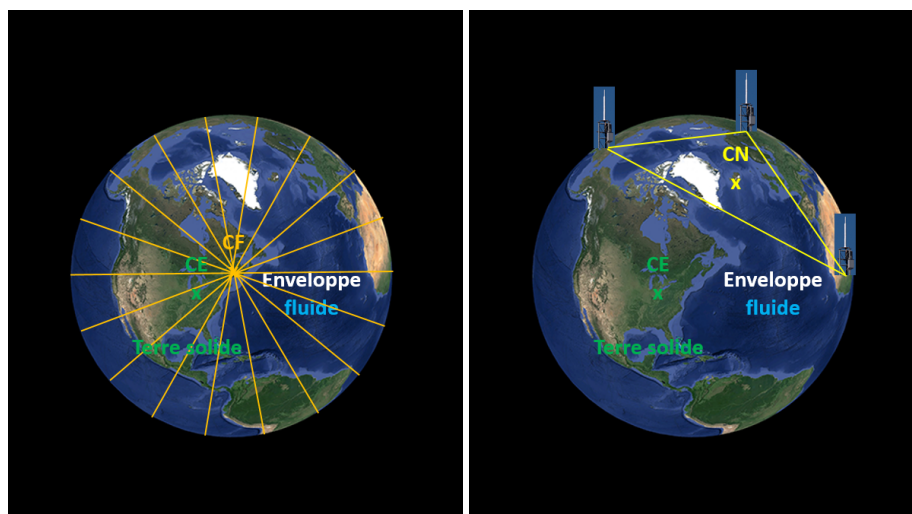 CF
CE
x
Enveloppe
fluide
Terre solide
CN
x
CE
x
Enveloppe
fluide
Terre solide